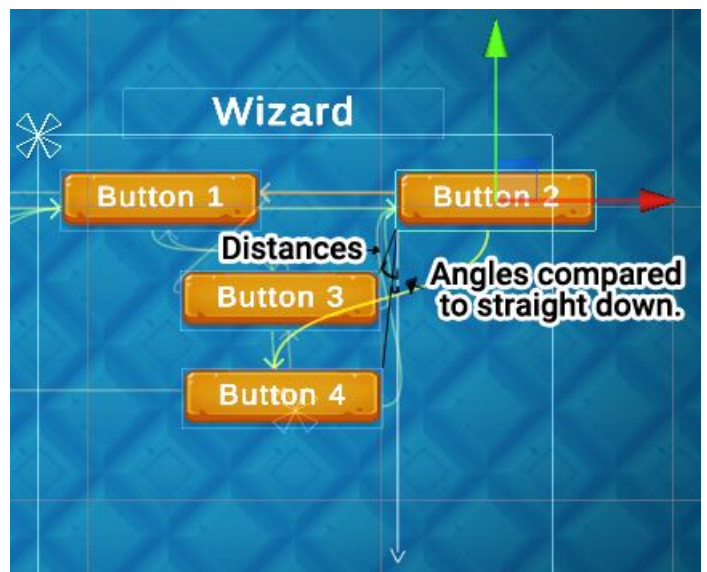 Wizard
Button 1
Button 2
Distances
Button 3
Angles compared
to straight down.
Button 4